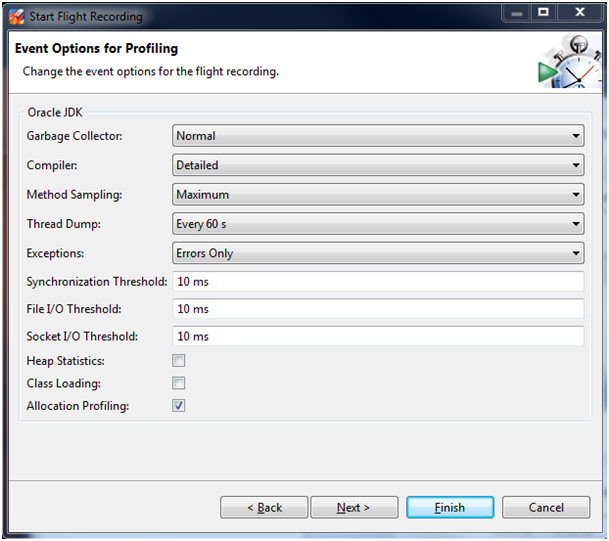 Start Flight Recording
Event Options for Profiling
Change the event options for the flight recording.
Oracle JDK
Garbage Collector: Normal
Compiler: Detailed
Method Sampling: Maximum
Thread Dump: Every 60 s
Exceptions: Errors Only
Synchronization Threshold: 10 ms
File I/O Threshold: 10 ms
Socket I/O Threshold: 10 ms
Heap Statistics:
Class Loading:
Allocation Profiling:
< Back Next > Finish Cancel